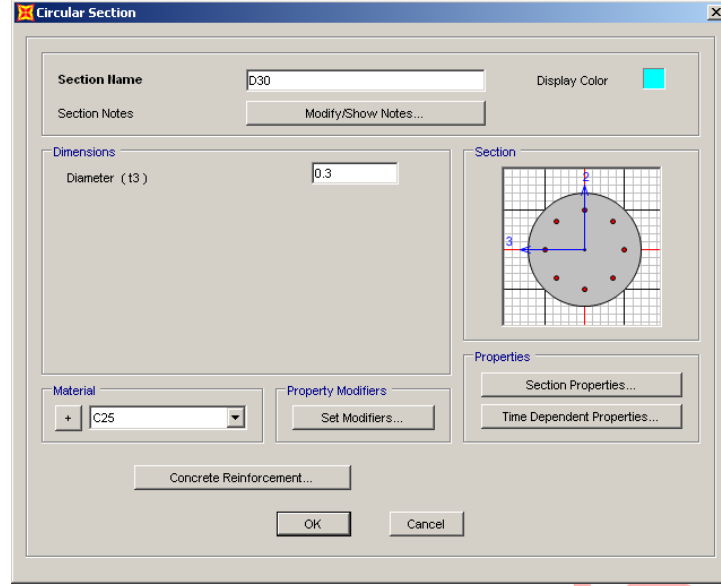 Circular Section
Section Name
D30
Display Color
Section Notes
Modify/Show Notes...
Dimensions
Diameter ( t3 )
0.3
Section
2
3
Properties
Section Properties...
Time Dependent Properties...
Material
+
C25
Property Modifiers
Set Modifiers...
Concrete Reinforcement...
OK
Cancel